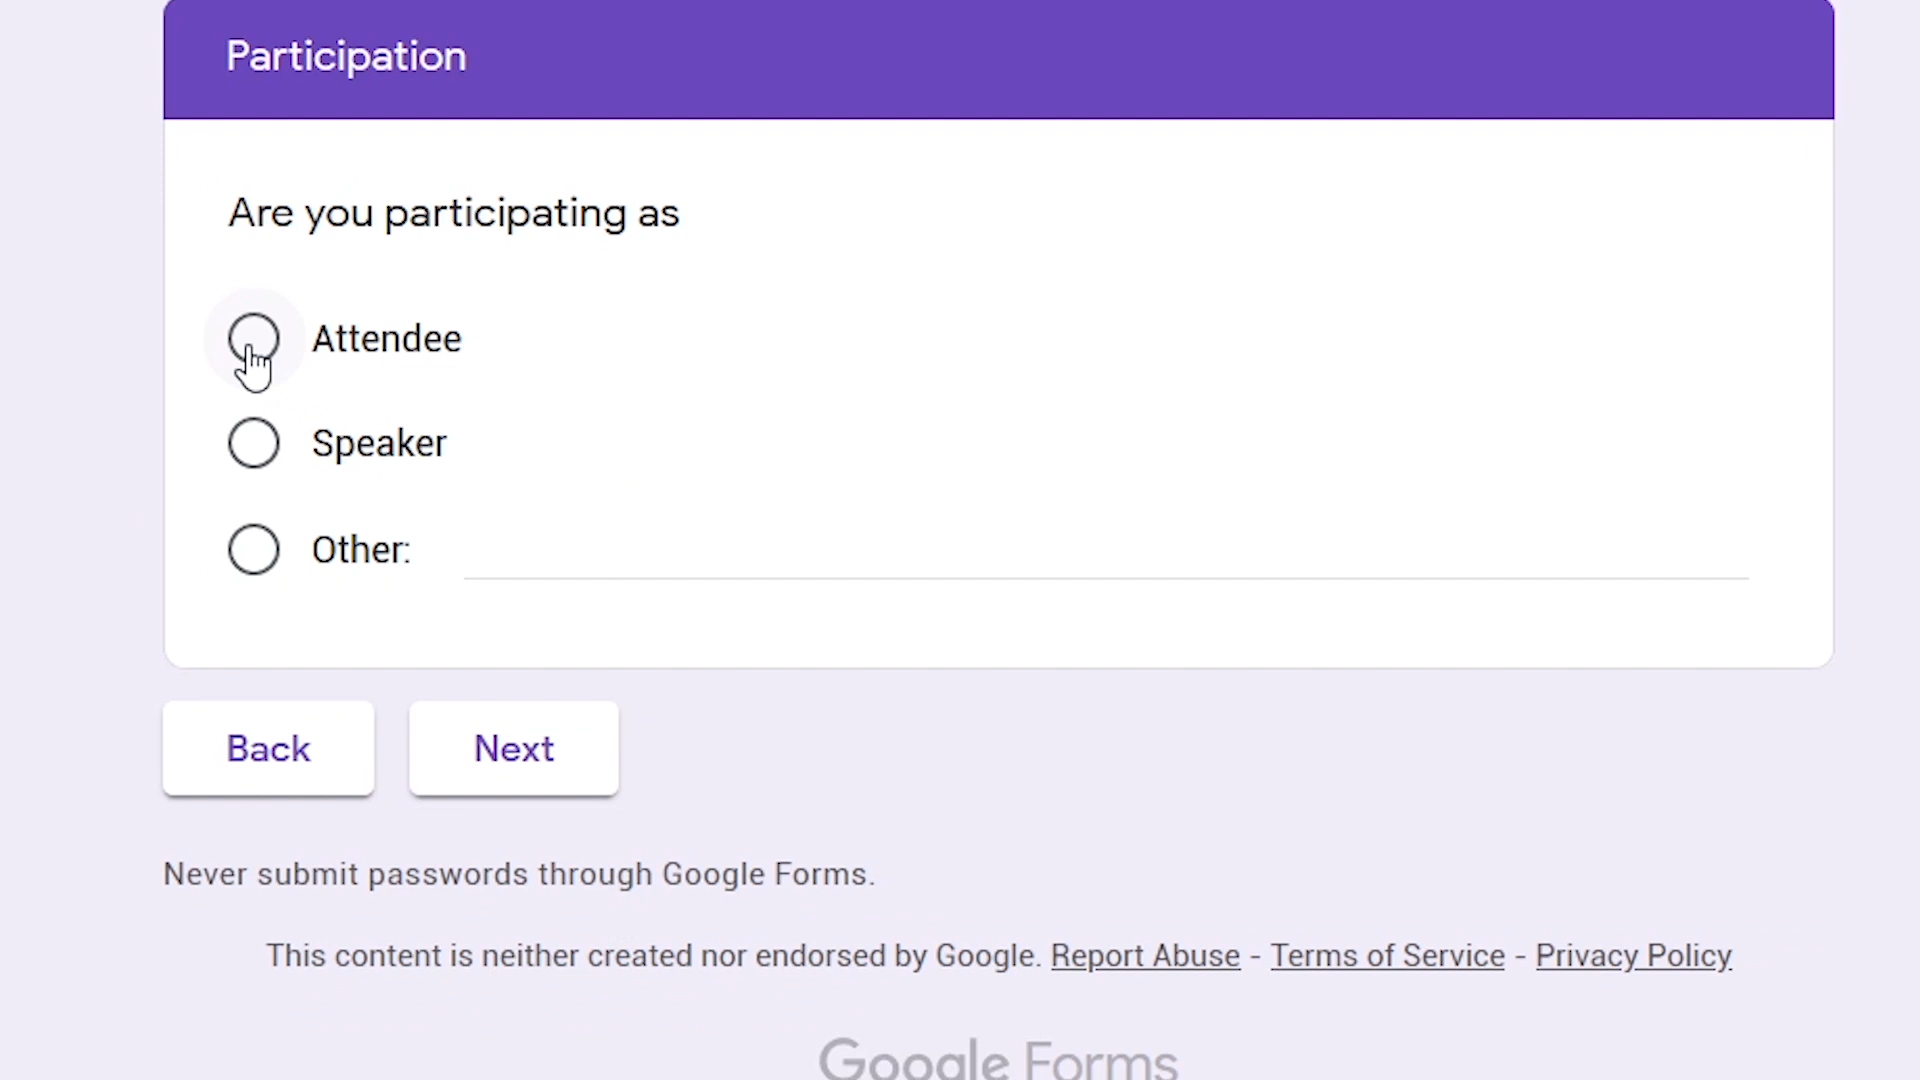 Participation
Are you participating as
Attendee
Speaker
Other:
Back Next
Never submit passwords through Google Forms.
This content is neither created nor endorsed by Google. Report Abuse - Terms of Service - Privacy Policy
Google Forms